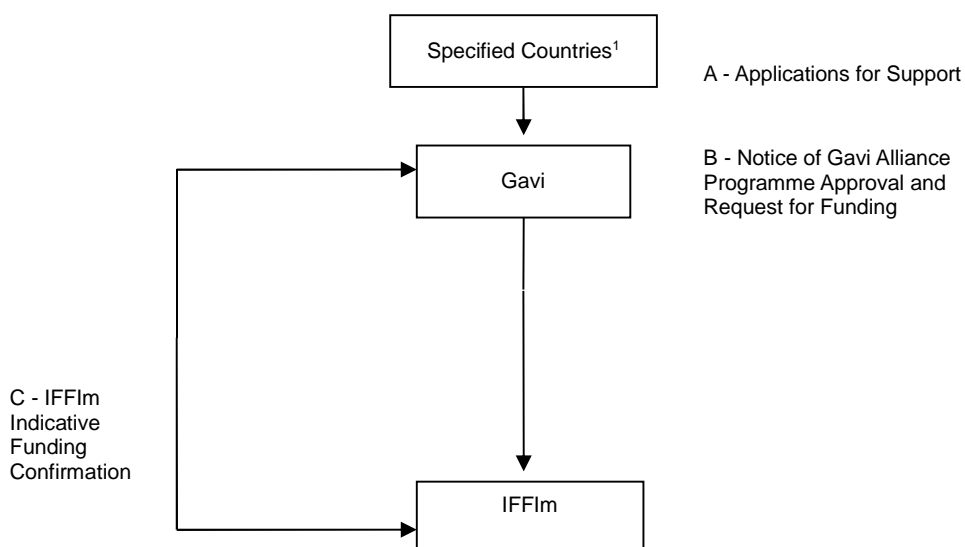 Specified Countries¹
A - Applications for Support
B - Notice of Gavi Alliance
Programme Approval and
Request for Funding
Gavi
C - IFFIm
Indicative
Funding
Confirmation
IFFIm